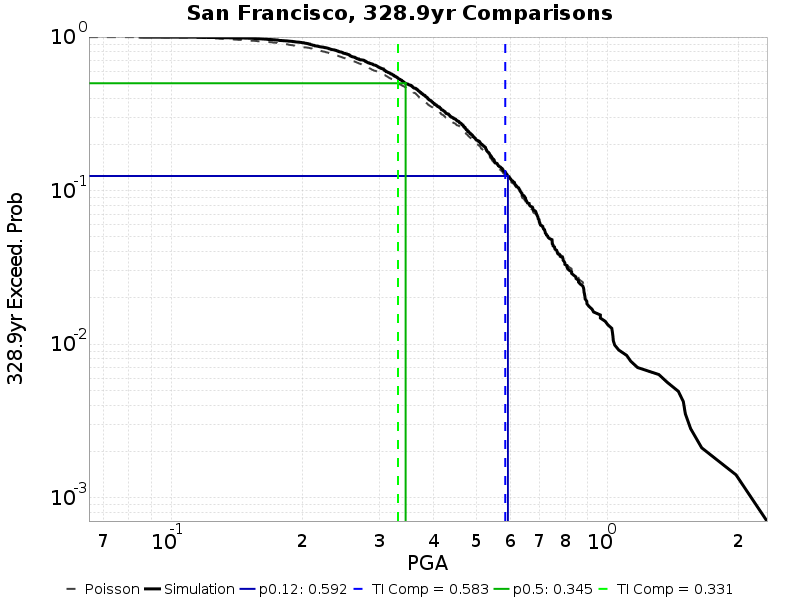 San Francisco, 328.9yr Comparisons
10^0
10^-1
10^-2
10^-3
328.9yr Exceed. Prob
7 10^-1 2 3 4 5 6 7 8 10^0 2
PGA
Poisson Simulation p0.12: 0.592 TI Comp = 0.583 p0.5: 0.345 TI Comp = 0.331